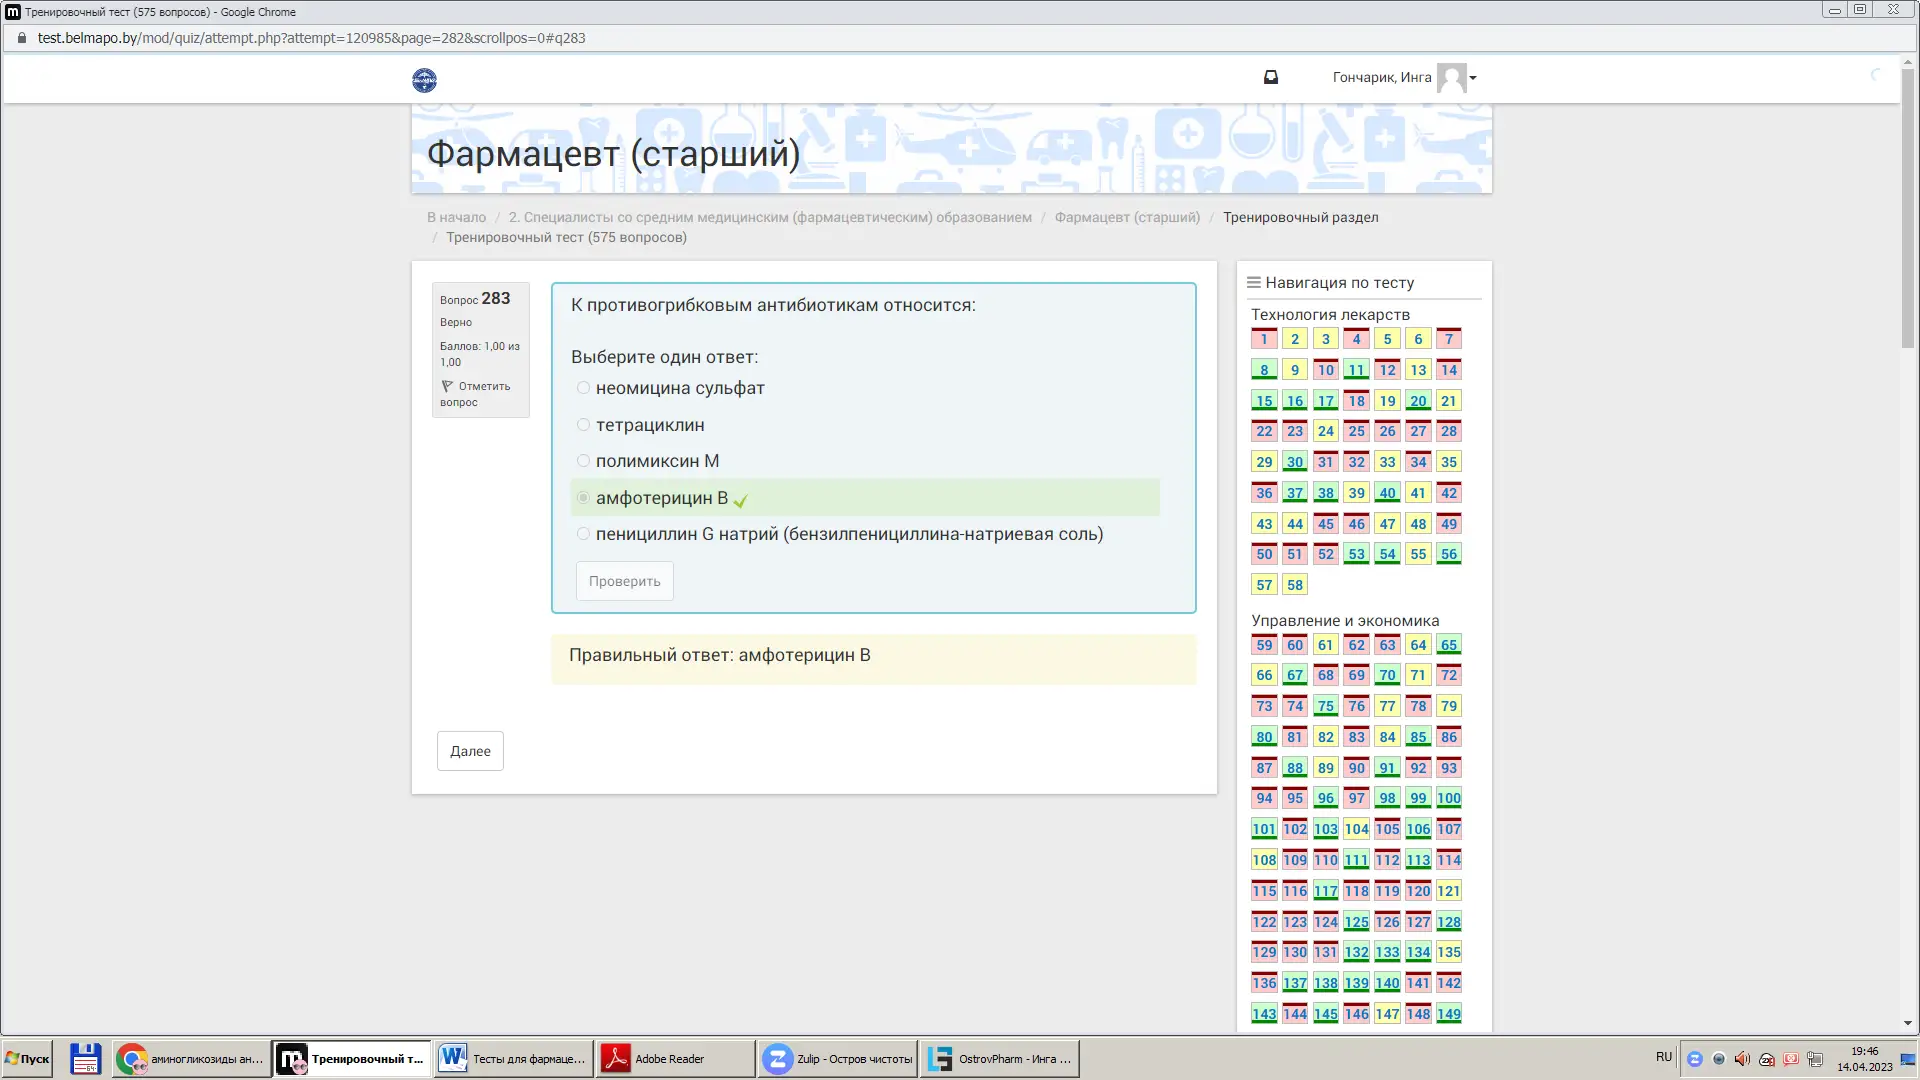 Тренировочный тест (575 вопросов) - Google Chrome
test.belmapo.by/mod/quiz/attempt.php?attempt=120985&page=282&scrollpos=0#q283
Гончарик, Инга
Фармацевт (старший)
В начало / 2. Специалисты со средним медицинским (фармацевтическим) образованием / Фармацевт (старший) / Тренировочный раздел
/ Тренировочный тест (575 вопросов)
Вопрос 283
Верно
Баллов: 1,00 из
1,00
Отметить
вопрос
К противогрибковым антибиотикам относится:
Выберите один ответ:
неомицина сульфат
тетрациклин
полимиксин М
амфотерицин В
пенициллин G натрий (бензилпенициллина-натриевая соль)
Проверить
Правильный ответ: амфотерицин В
Далее
Навигация по тесту
Технология лекарств
1 2 3 4 5 6 7
8 9 10 11 12 13 14
15 16 17 18 19 20 21
22 23 24 25 26 27 28
29 30 31 32 33 34 35
36 37 38 39 40 41 42
43 44 45 46 47 48 49
50 51 52 53 54 55 56
57 58
Управление и экономика
59 60 61 62 63 64 65
66 67 68 69 70 71 72
73 74 75 76 77 78 79
80 81 82 83 84 85 86
87 88 89 90 91 92 93
94 95 96 97 98 99 100
101 102 103 104 105 106 107
108 109 110 111 112 113 114
115 116 117 118 119 120 121
122 123 124 125 126 127 128
129 130 131 132 133 134 135
136 137 138 139 140 141 142
143 144 145 146 147 148 149
Пуск
аминогликозиды ан...
Тренировочный т...
Тесты для фармаце...
Adobe Reader
Zulip - Остров чистоты
OstrovPharm - Инга ...
RU
19:46
14.04.2023